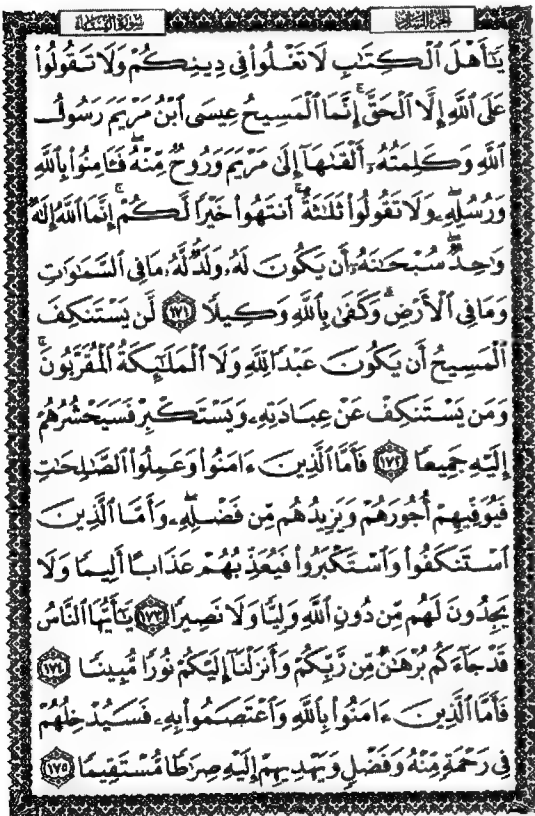 الجزء السادس سورة النساء
يَٰٓأَهْلَ ٱلْكِتَٰبِ لَا تَغْلُوا۟ فِى دِينِكُمْ وَلَا تَقُولُوا۟
عَلَى ٱللَّهِ إِلَّا ٱلْحَقَّ ۚ إِنَّمَا ٱلْمَسِيحُ عِيسَى ٱبْنُ مَرْيَمَ رَسُولُ
ٱللَّهِ وَكَلِمَتُهُۥٓ أَلْقَىٰهَآ إِلَىٰ مَرْيَمَ وَرُوحٌ مِّنْهُ ۖ فَـَٔامِنُوا۟ بِٱللَّهِ
وَرُسُلِهِۦ ۖ وَلَا تَقُولُوا۟ ثَلَٰثَةٌ ۚ ٱنتَهُوا۟ خَيْرًا لَّكُمْ ۚ إِنَّمَا ٱللَّهُ إِلَٰهٌ
وَٰحِدٌ ۖ سُبْحَٰنَهُۥٓ أَن يَكُونَ لَهُۥ وَلَدٌ ۘ لَّهُۥ مَا فِى ٱلسَّمَٰوَٰتِ
وَمَا فِى ٱلْأَرْضِ ۗ وَكَفَىٰ بِٱللَّهِ وَكِيلًا ١٧١ لَّن يَسْتَنكِفَ
ٱلْمَسِيحُ أَن يَكُونَ عَبْدًا لِّلَّهِ وَلَا ٱلْمَلَٰٓئِكَةُ ٱلْمُقَرَّبُونَ ۚ
وَمَن يَسْتَنكِفْ عَنْ عِبَادَتِهِۦ وَيَسْتَكْبِرْ فَسَيَحْشُرُهُمْ
إِلَيْهِ جَمِيعًا ١٧٢ فَأَمَّا ٱلَّذِينَ ءَامَنُوا۟ وَعَمِلُوا۟ ٱلصَّٰلِحَٰتِ
فَيُوَفِّيهِمْ أُجُورَهُمْ وَيَزِيدُهُم مِّن فَضْلِهِۦ ۖ وَأَمَّا ٱلَّذِينَ
ٱسْتَنكَفُوا۟ وَٱسْتَكْبَرُوا۟ فَيُعَذِّبُهُمْ عَذَابًا أَلِيمًا وَلَا
يَجِدُونَ لَهُم مِّن دُونِ ٱللَّهِ وَلِيًّا وَلَا نَصِيرًا ١٧٣ يَٰٓأَيُّهَا ٱلنَّاسُ
قَدْ جَآءَكُم بُرْهَٰنٌ مِّن رَّبِّكُمْ وَأَنزَلْنَآ إِلَيْكُمْ نُورًا مُّبِينًا ١٧٤
فَأَمَّا ٱلَّذِينَ ءَامَنُوا۟ بِٱللَّهِ وَٱعْتَصَمُوا۟ بِهِۦ فَسَيُدْخِلُهُمْ
فِى رَحْمَةٍ مِّنْهُ وَفَضْلٍ وَيَهْدِيهِمْ إِلَيْهِ صِرَٰطًا مُّسْتَقِيمًا ١٧٥